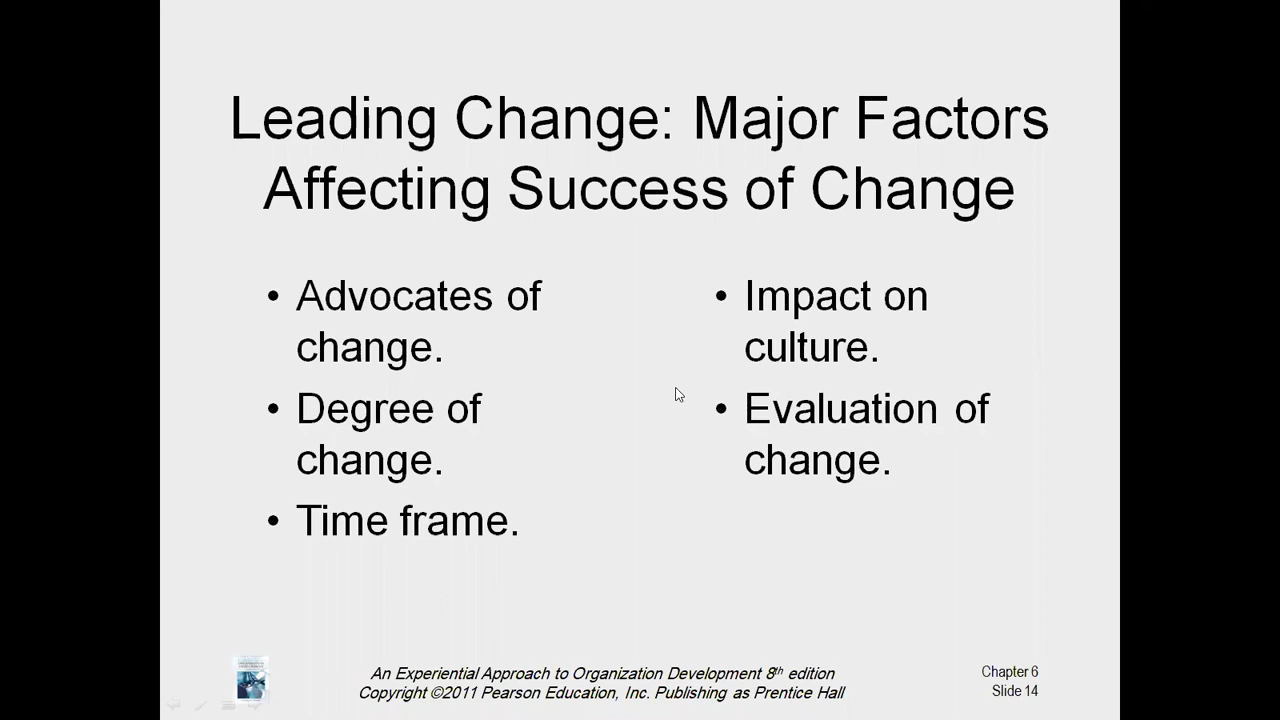 Leading Change: Major Factors
Affecting Success of Change
• Advocates of
change.
• Degree of
change.
• Time frame.
• Impact on
culture.
• Evaluation of
change.
An Experiential Approach to Organization Development 8th edition
Copyright ©2011 Pearson Education, Inc. Publishing as Prentice Hall
Chapter 6
Slide 14